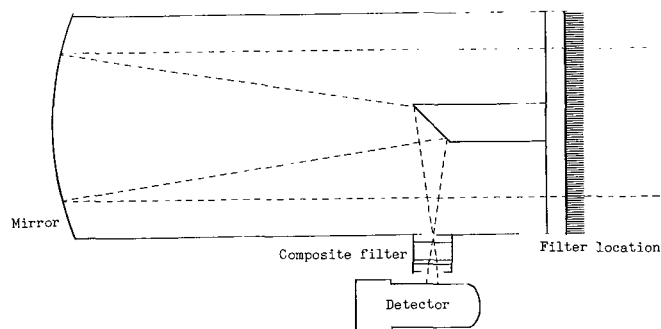 Mirror
Composite filter
Filter location
Detector